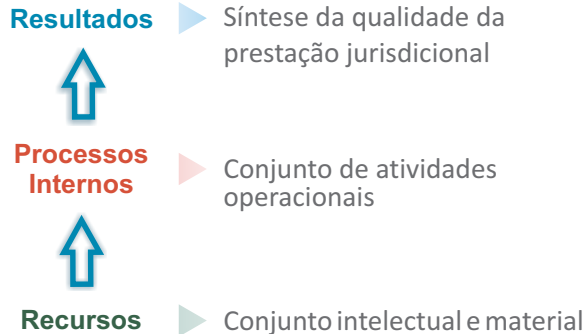 Resultados
Síntese da qualidade da
prestação jurisdicional
Processos
Internos
Conjunto de atividades
operacionais
Recursos
Conjunto intelectual e material